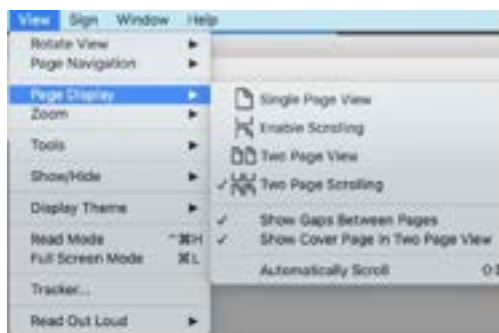 View Sign Window Help
Rotate View
Page Navigation
Page Display
Zoom
Tools
Show/Hide
Display Theme
Read Mode ^⌘H
Full Screen Mode ⌘L
Tracker...
Read Out Loud
Single Page View
Enable Scrolling
Two Page View
✓ Two Page Scrolling
✓ Show Gaps Between Pages
✓ Show Cover Page in Two Page View
Automatically Scroll